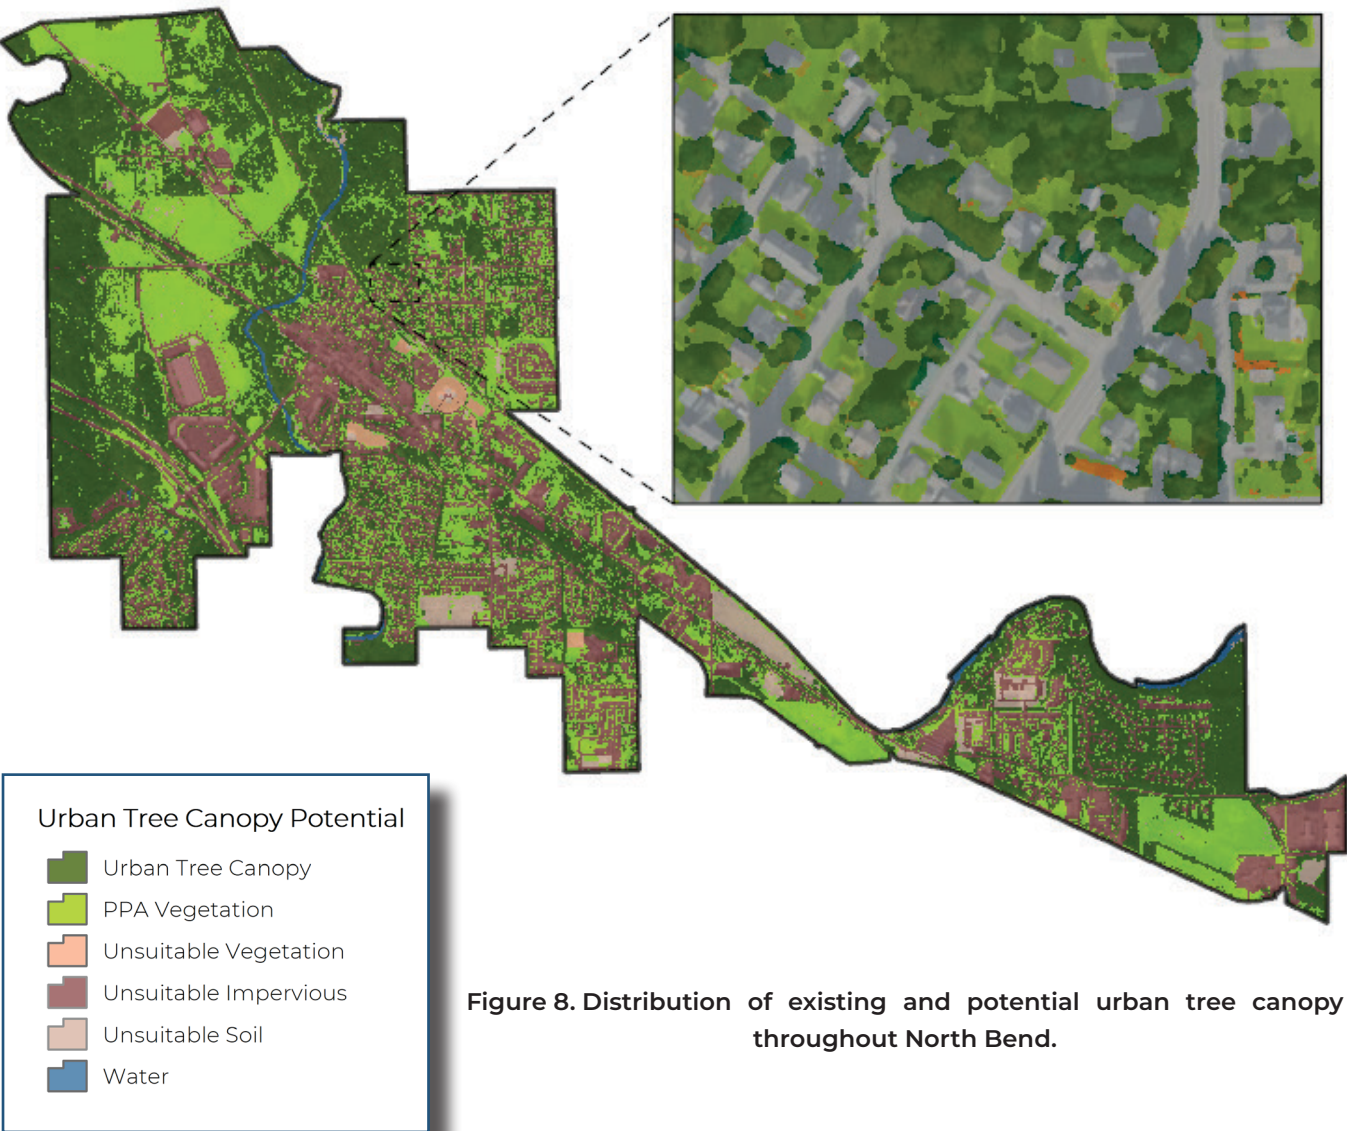 Urban Tree Canopy Potential
Urban Tree Canopy
PPA Vegetation
Unsuitable Vegetation
Unsuitable Impervious
Unsuitable Soil
Water
Figure 8. Distribution of existing and potential urban tree canopy
throughout North Bend.